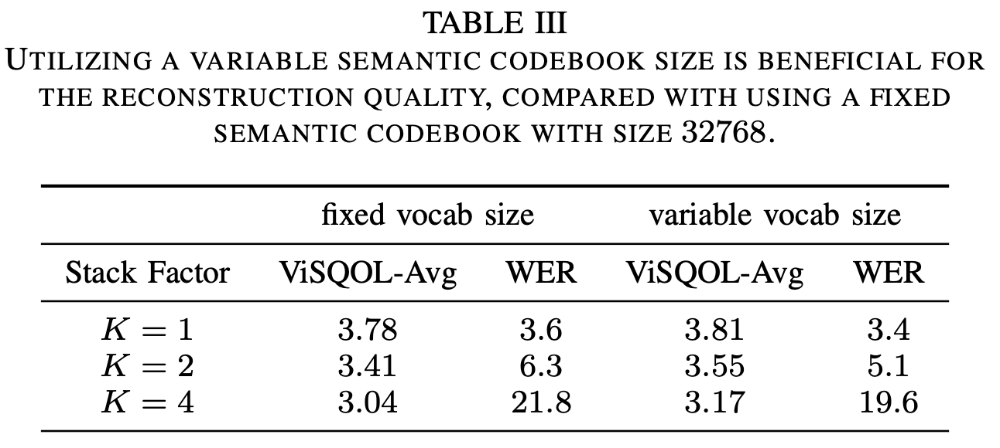 TABLE III
UTILIZING A VARIABLE SEMANTIC CODEBOOK SIZE IS BENEFICIAL FOR
THE RECONSTRUCTION QUALITY, COMPARED WITH USING A FIXED
SEMANTIC CODEBOOK WITH SIZE 32768.
fixed vocab size variable vocab size
Stack Factor ViSQOL-Avg WER ViSQOL-Avg WER
K = 1 3.78 3.6 3.81 3.4
K = 2 3.41 6.3 3.55 5.1
K = 4 3.04 21.8 3.17 19.6